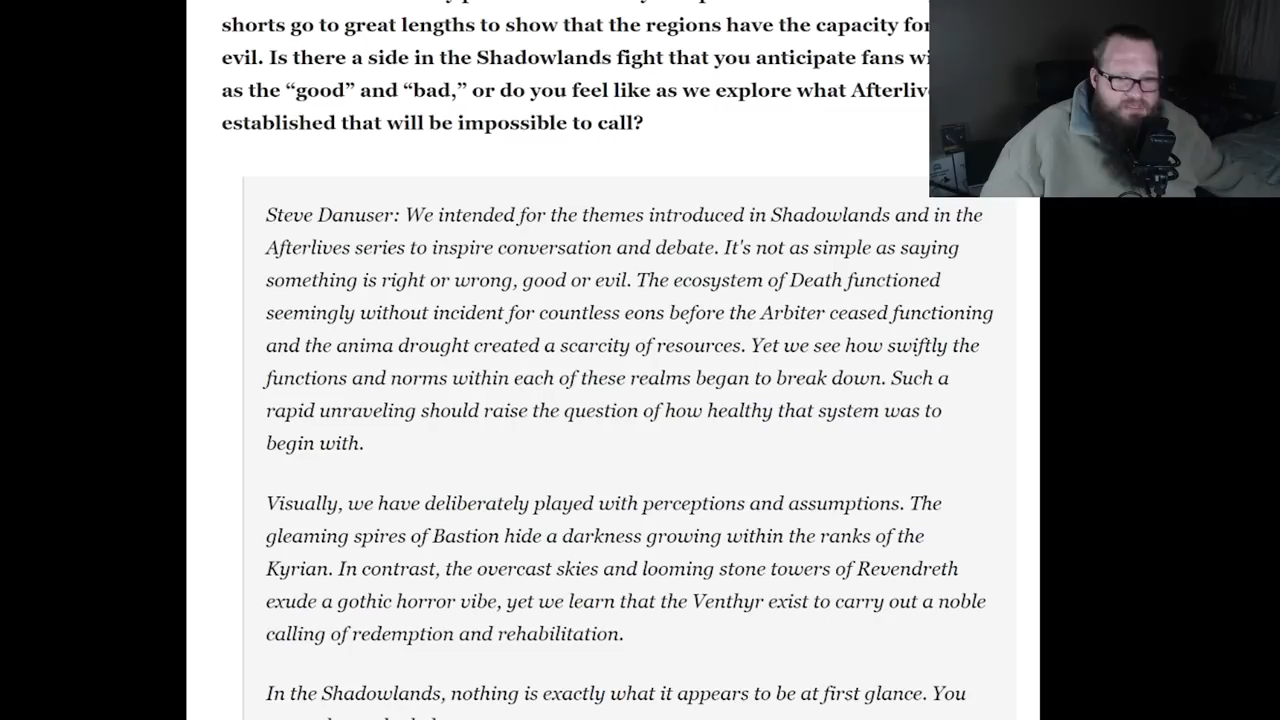 shorts go to great lengths to show that the regions have the capacity for
evil. Is there a side in the Shadowlands fight that you anticipate fans
as the “good” and “bad,” or do you feel like as we explore what
established that will be impossible to call?
Steve Danuser: We intended for the themes introduced in Shadowlands and in the
Afterlives series to inspire conversation and debate. It's not as simple as saying
something is right or wrong, good or evil. The ecosystem of Death functioned
seemingly without incident for countless eons before the Arbiter ceased functioning
and the anima drought created a scarcity of resources. Yet we see how swiftly the
functions and norms within each of these realms began to break down. Such a
rapid unraveling should raise the question of how healthy that system was to
begin with.
Visually, we have deliberately played with perceptions and assumptions. The
gleaming spires of Bastion hide a darkness growing within the ranks of the
Kyrian. In contrast, the overcast skies and looming stone towers of Revendreth
exude a gothic horror vibe, yet we learn that the Venthyr exist to carry out a noble
calling of redemption and rehabilitation.
In the Shadowlands, nothing is exactly what it appears to be at first glance. You